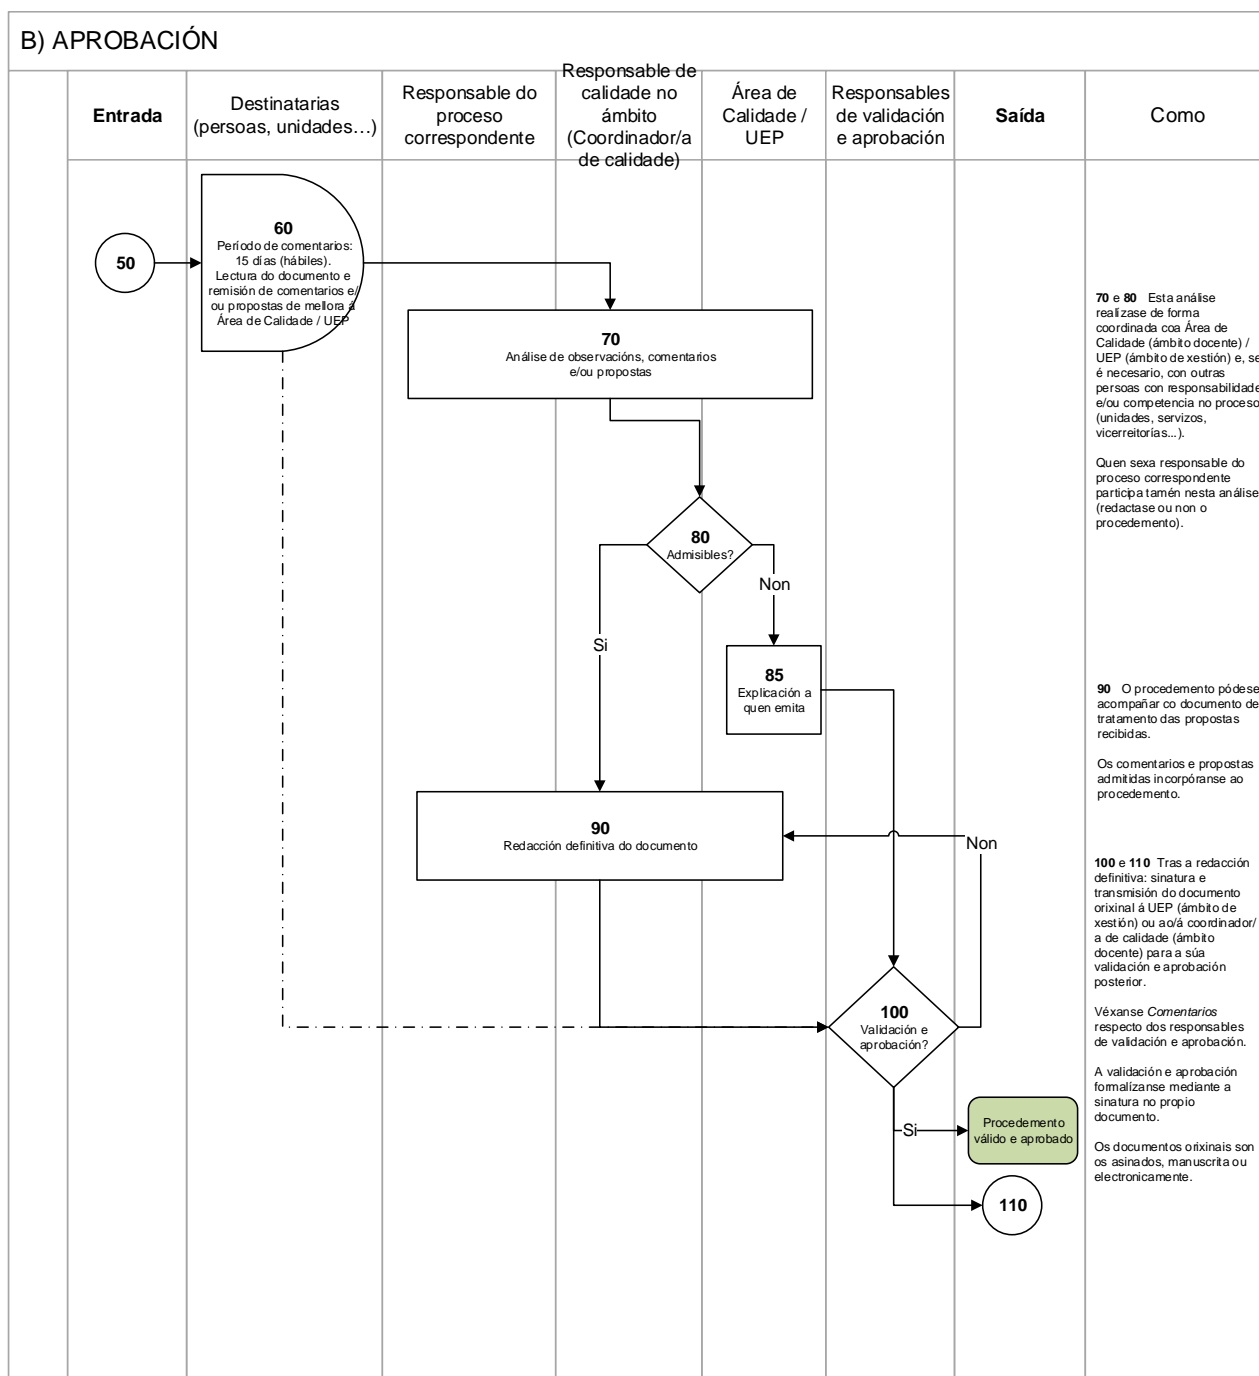 B) APROBACIÓN
Entrada
Destinatarias
(persoas, unidades…)
Responsable do
proceso
correspondente
Responsable de
calidade no
ámbito
(Coordinador/a
de calidade)
Área de
Calidade /
UEP
Responsables
de validación
e aprobación
Saída
Como
50
60
Período de comentarios:
15 días (hábiles).
Lectura do documento e
remisión de comentarios e/
ou propostas de mellora á
Área de Calidade / UEP
70
Análise de observacións, comentarios
e/ou propostas
80
Admisibles?
Non
Si
85
Explicación a
quen emita
90
Redacción definitiva do documento
Non
100
Validación e
aprobación?
Si
Procedemento
válido e aprobado
110
70 e 80 Esta análise
realízase de forma
coordinada coa Área de
Calidade (ámbito docente) /
UEP (ámbito de xestión) e, se
é necesario, con outras
persoas con responsabilidade
e/ou competencia no proceso
(unidades, servizos,
vicerreitorías...).
Quen sexa responsable do
proceso correspondente
participa tamén nesta análise
(redactase ou non o
procedemento).
90 O procedemento pódese
acompañar co documento de
tratamento das propostas
recibidas.
Os comentarios e propostas
admitidas incorpóranse ao
procedemento.
100 e 110 Tras a redacción
definitiva: sinatura e
transmisión do documento
orixinal á UEP (ámbito de
xestión) ou ao/á coordinador/
a de calidade (ámbito
docente) para a súa
validación e aprobación
posterior.
Véxanse Comentarios
respecto dos responsables
de validación e aprobación.
A validación e aprobación
formalízanse mediante a
sinatura no propio
documento.
Os documentos orixinais son
os asinados, manuscrita ou
electronicamente.